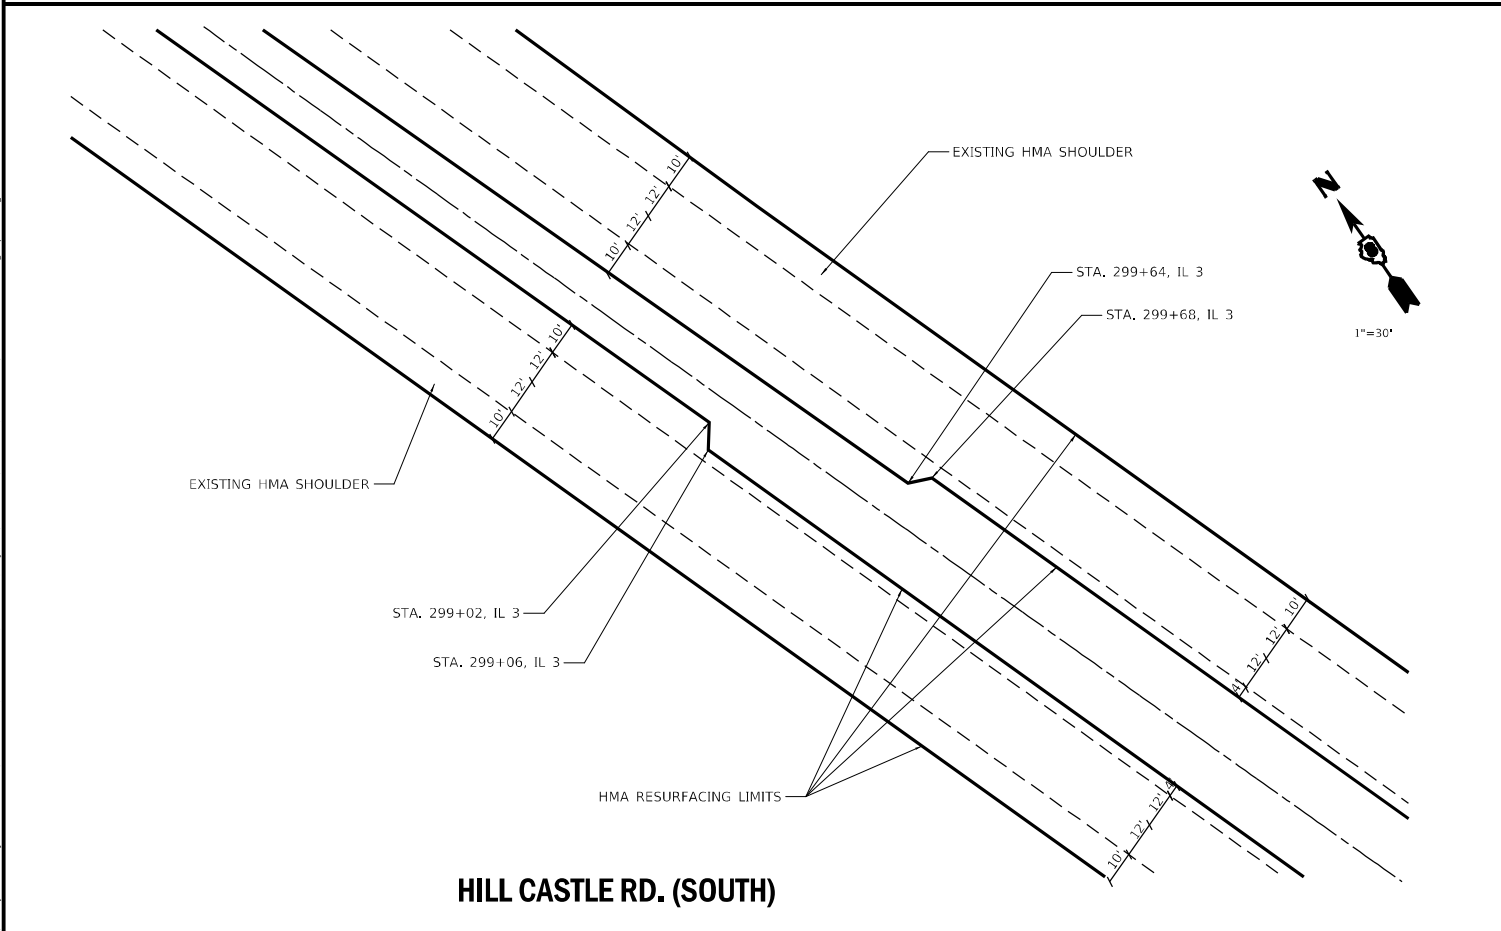 EXISTING HMA SHOULDER
10'
12'
12'
10'
N
STA. 299+64, IL 3
STA. 299+68, IL 3
1"=30'
10'
12'
12'
10'
EXISTING HMA SHOULDER
STA. 299+02, IL 3
STA. 299+06, IL 3
10'
12'
12'
4'
HMA RESURFACING LIMITS
4'
12'
12'
10'
HILL CASTLE RD. (SOUTH)